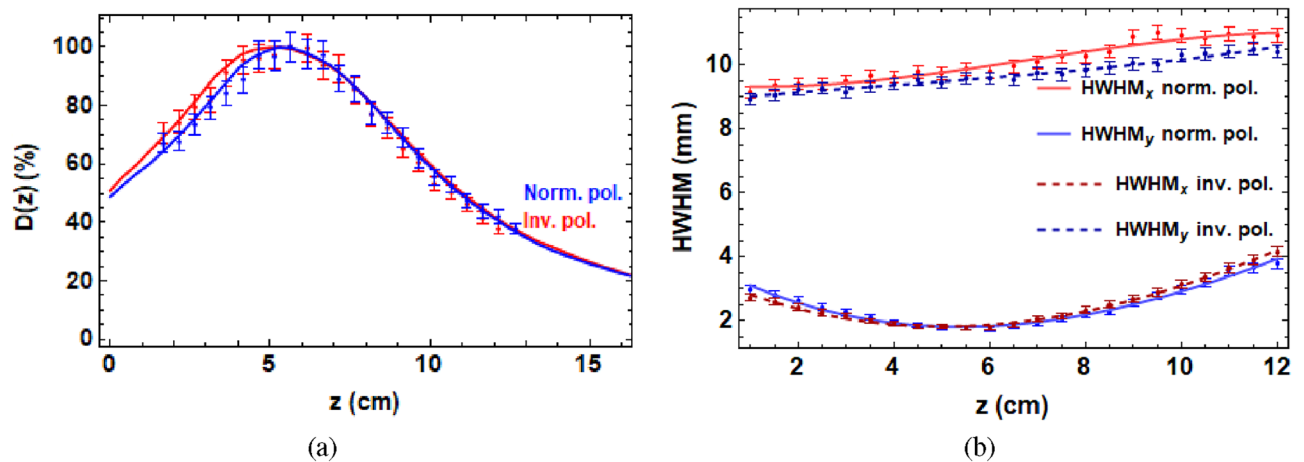 D(z) (%)
100
80
60
40
20
0
Norm. pol.
Inv. pol.
0
5
10
15
z (cm)
(a)
HWHM (mm)
10
8
6
4
2
HWHMx norm. pol.
HWHMy norm. pol.
HWHMx inv. pol.
HWHMy inv. pol.
2
4
6
8
10
12
z (cm)
(b)